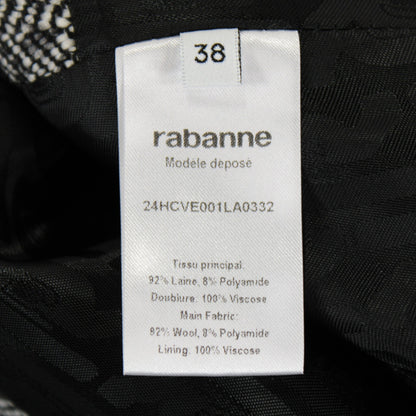 38
rabanne
Modèle déposé
24HCVE001LA0332
Tissu principal:
92% Laine, 8% Polyamide
Doublure: 100% Viscose
Main Fabric:
92% Wool, 8% Polyamide
Lining: 100% Viscose